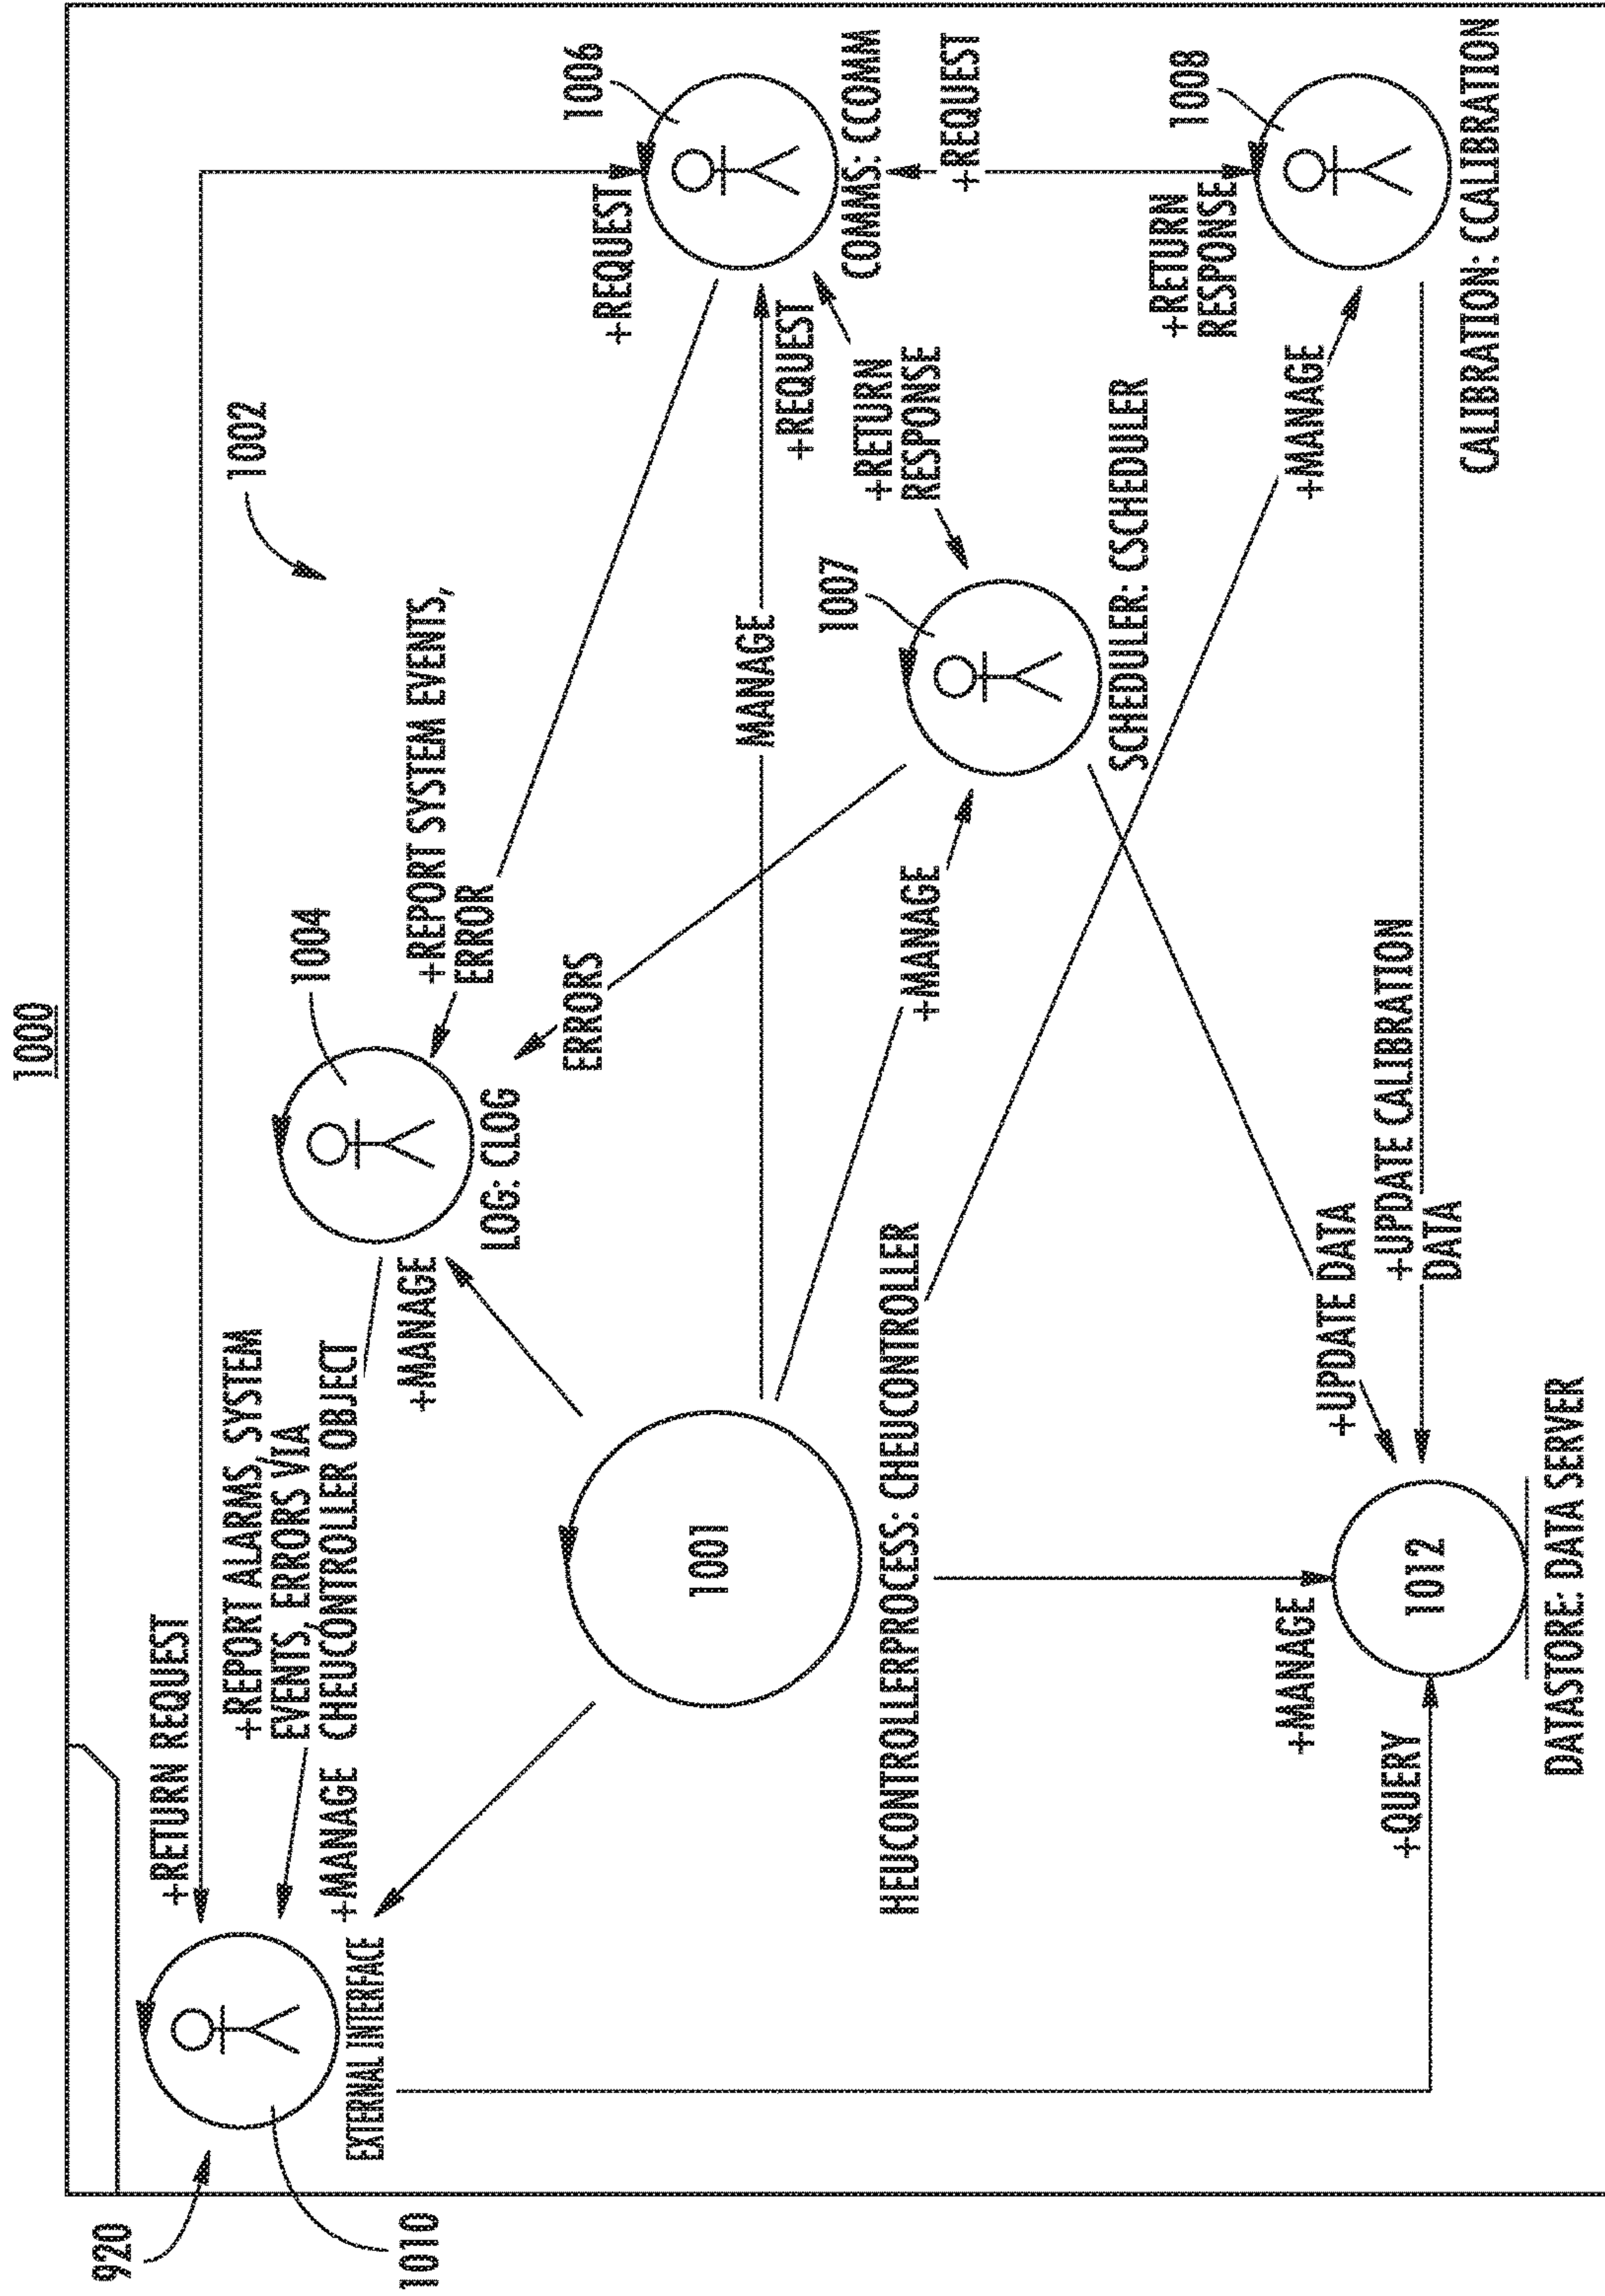 1000
920
1010
+RETURN REQUEST
+REPORT ALARMS, SYSTEM
EVENTS, ERRORS VIA
CHEUCONTROLLER OBJECT
+MANAGE
EXTERNAL INTERFACE
1004
+MANAGE
LOG: CLOG
1002
+REPORT SYSTEM EVENTS,
ERROR
ERRORS
1006
+REQUEST
COMMS: CCOMM
MANAGE
+REQUEST
+RETURN
RESPONSE
+REQUEST
1001
HEUCONTROLLERPROCESS: CHEUCONTROLLER
+MANAGE
1007
SCHEDULER: CSCHEDULER
1008
+RETURN
RESPONSE
+MANAGE
CALIBRATION: CCALIBRATION
+MANAGE
+QUERY
1012
+UPDATE DATA
+UPDATE CALIBRATION
DATA
DATASTORE: DATA SERVER